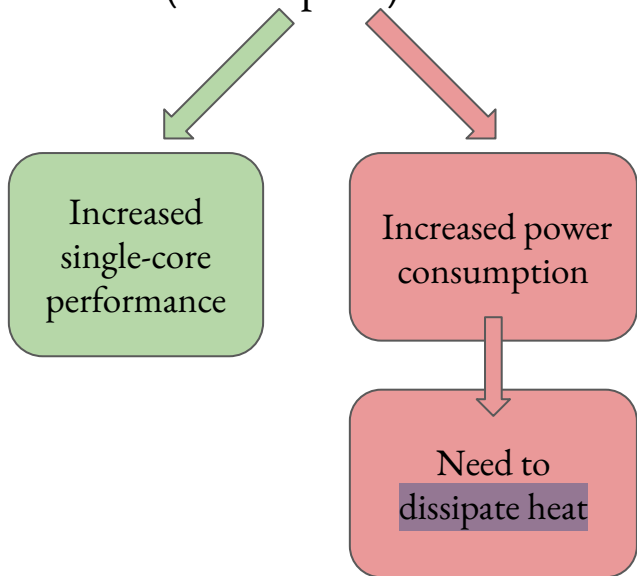 Increased
single-core
performance
Increased power
consumption
Need to
dissipate heat